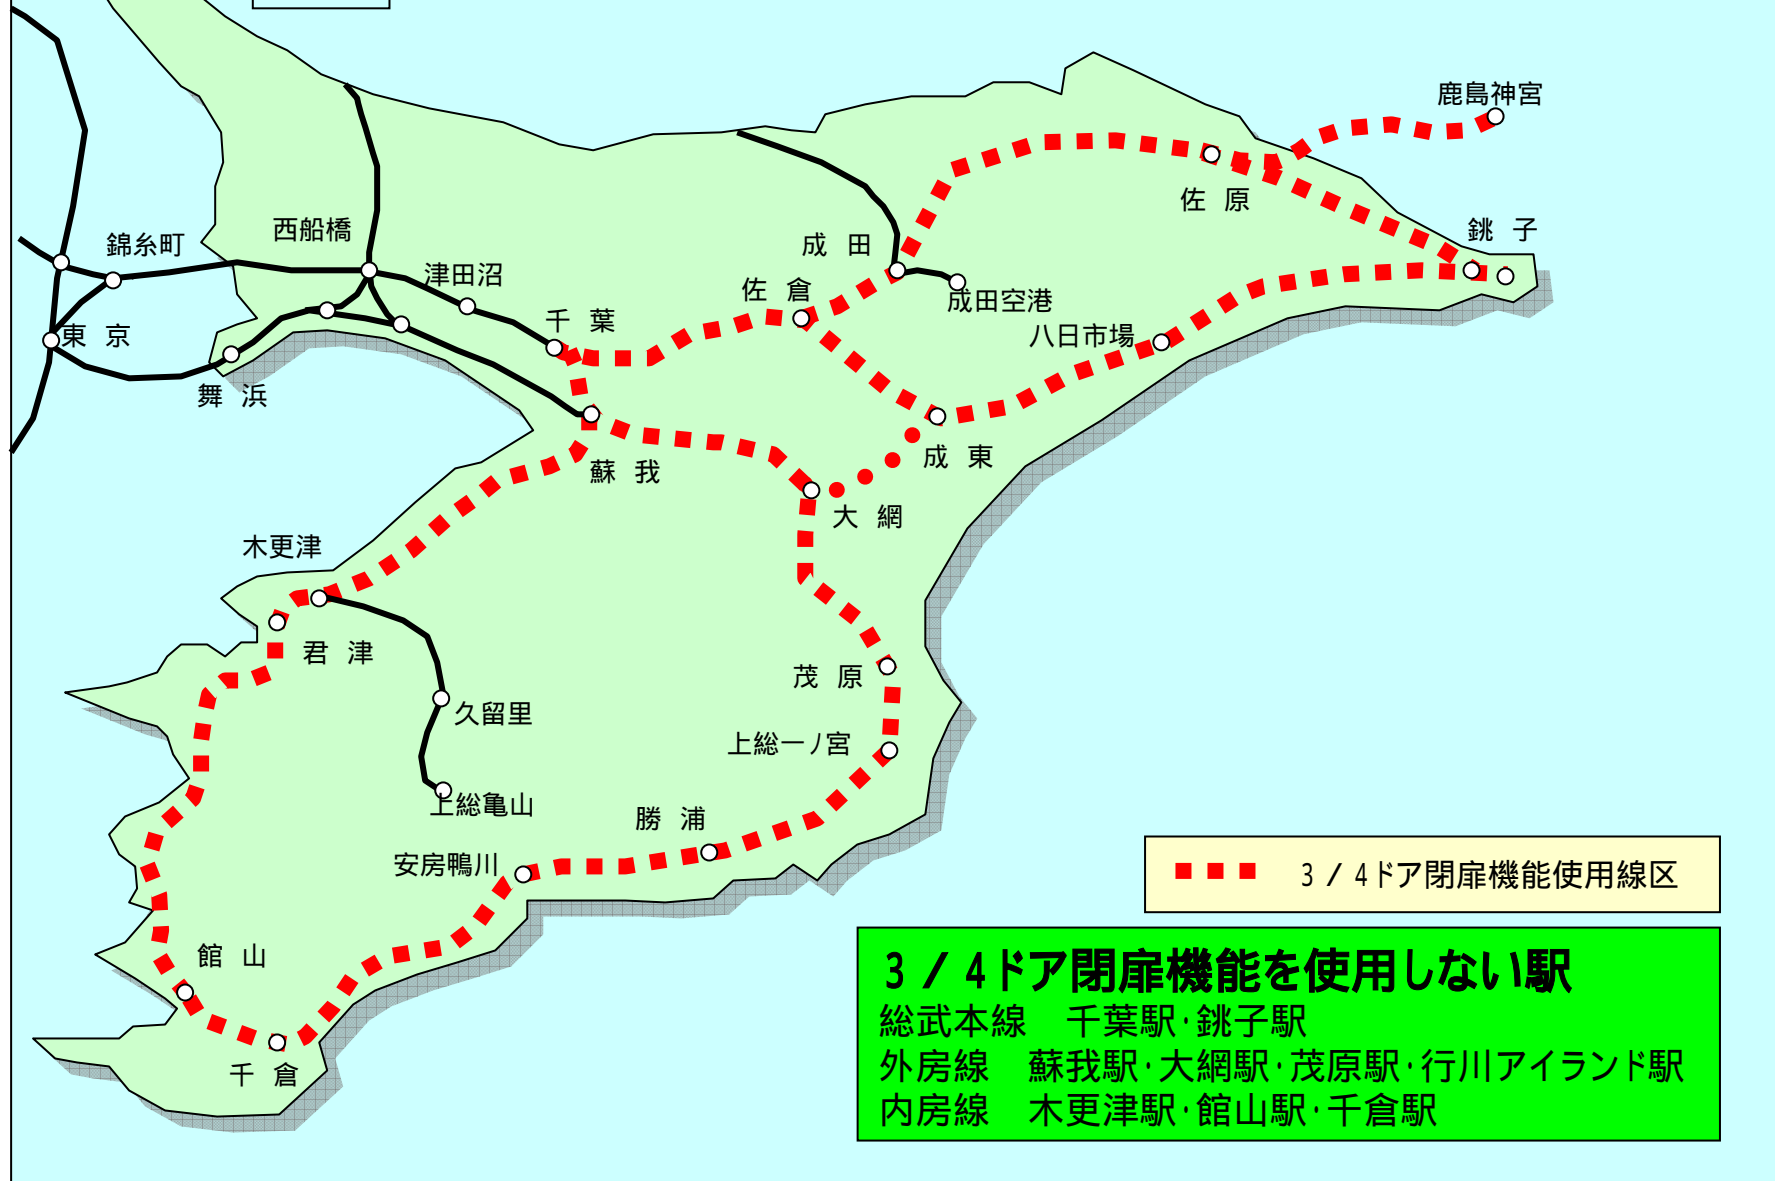 鹿島神宮
佐 原
銚 子
錦糸町
西船橋
成 田
津田沼
佐 倉
成田空港
東 京
千 葉
八日市場
舞 浜
成 東
蘇 我
大 網
木更津
君 津
茂 原
久留里
上総一ノ宮
上総亀山
勝 浦
安房鴨川
館 山
千 倉
3/4ドア閉扉機能使用線区
3/4ドア閉扉機能を使用しない駅
総武本線 千葉駅・銚子駅
外房線 蘇我駅・大網駅・茂原駅・行川アイランド駅
内房線 木更津駅・館山駅・千倉駅